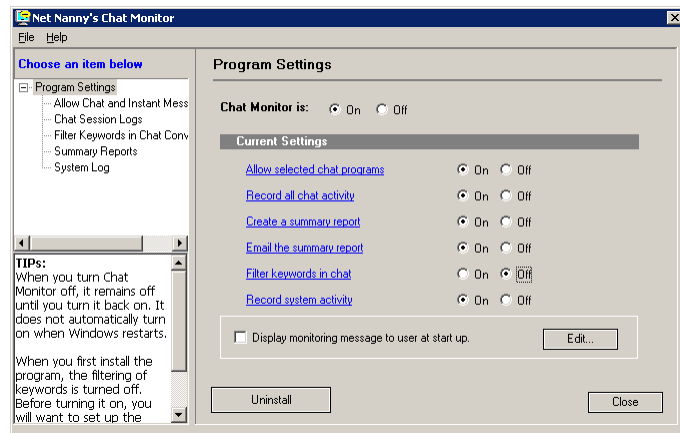 Net Nanny's Chat Monitor
File Help
Choose an item below
Program Settings
Allow Chat and Instant Mess
Chat Session Logs
Filter Keywords in Chat Conv
Summary Reports
System Log
TIPs:
When you turn Chat
Monitor off, it remains off
until you turn it back on. It
does not automatically turn
on when Windows restarts.
When you first install the
program, the filtering of
keywords is turned off.
Before turning it on, you
will want to set up the
Program Settings
Chat Monitor is: On Off
Current Settings
Allow selected chat programs On Off
Record all chat activity On Off
Create a summary report On Off
Email the summary report On Off
Filter keywords in chat On Off
Record system activity On Off
Display monitoring message to user at start up. Edit...
Uninstall Close